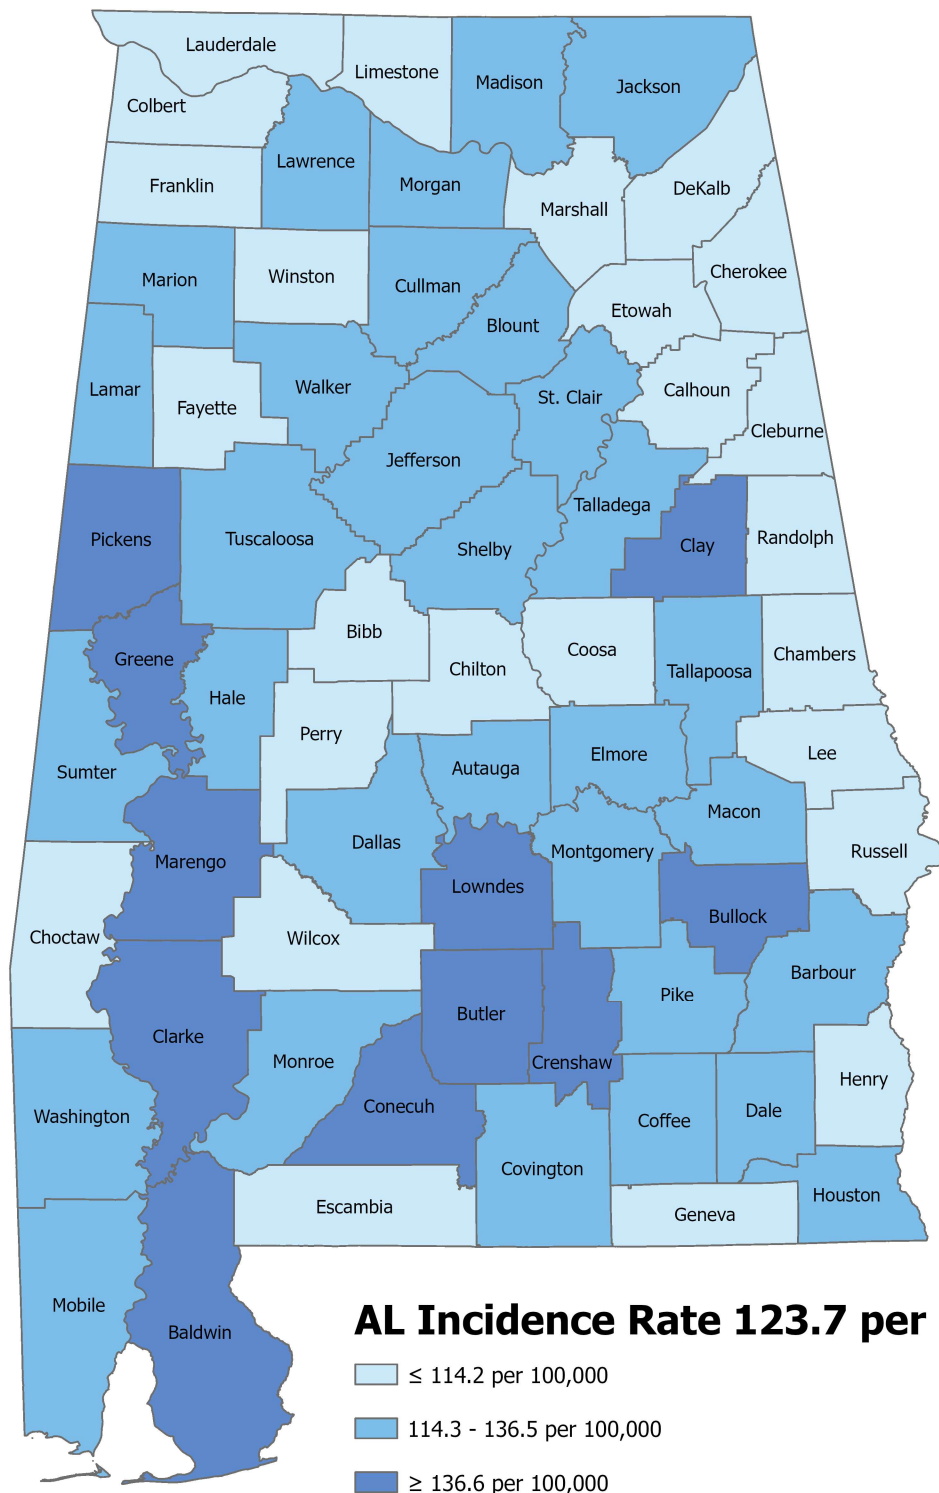 Lauderdale
Limestone
Madison
Jackson
Colbert
Lawrence
Franklin
Morgan
DeKalb
Marshall
Cherokee
Marion
Winston
Cullman
Etowah
Blount
Lamar
Walker
St. Clair
Calhoun
Fayette
Cleburne
Jefferson
Talladega
Pickens
Tuscaloosa
Shelby
Clay
Randolph
Bibb
Greene
Coosa
Chambers
Chilton
Tallapoosa
Hale
Perry
Sumter
Autauga
Elmore
Lee
Macon
Dallas
Montgomery
Russell
Marengo
Lowndes
Bullock
Choctaw
Wilcox
Barbour
Pike
Butler
Clarke
Monroe
Crenshaw
Henry
Conecuh
Washington
Coffee
Dale
Covington
Houston
Escambia
Geneva
Mobile
Baldwin
AL Incidence Rate 123.7 per
≤ 114.2 per 100,000
114.3 - 136.5 per 100,000
≥ 136.6 per 100,000